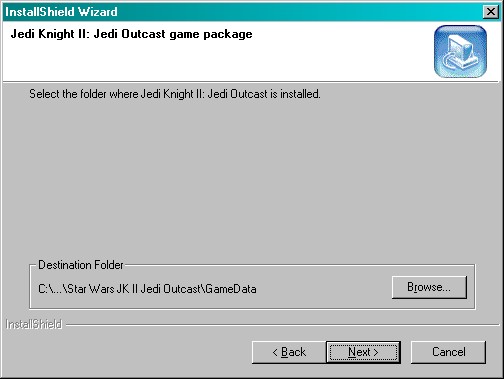 InstallShield Wizard
Jedi Knight II: Jedi Outcast game package
Select the folder where Jedi Knight II: Jedi Outcast is installed.
Destination Folder
C:\...\Star Wars JK II Jedi Outcast\GameData
Browse...
InstallShield
< Back
Next >
Cancel